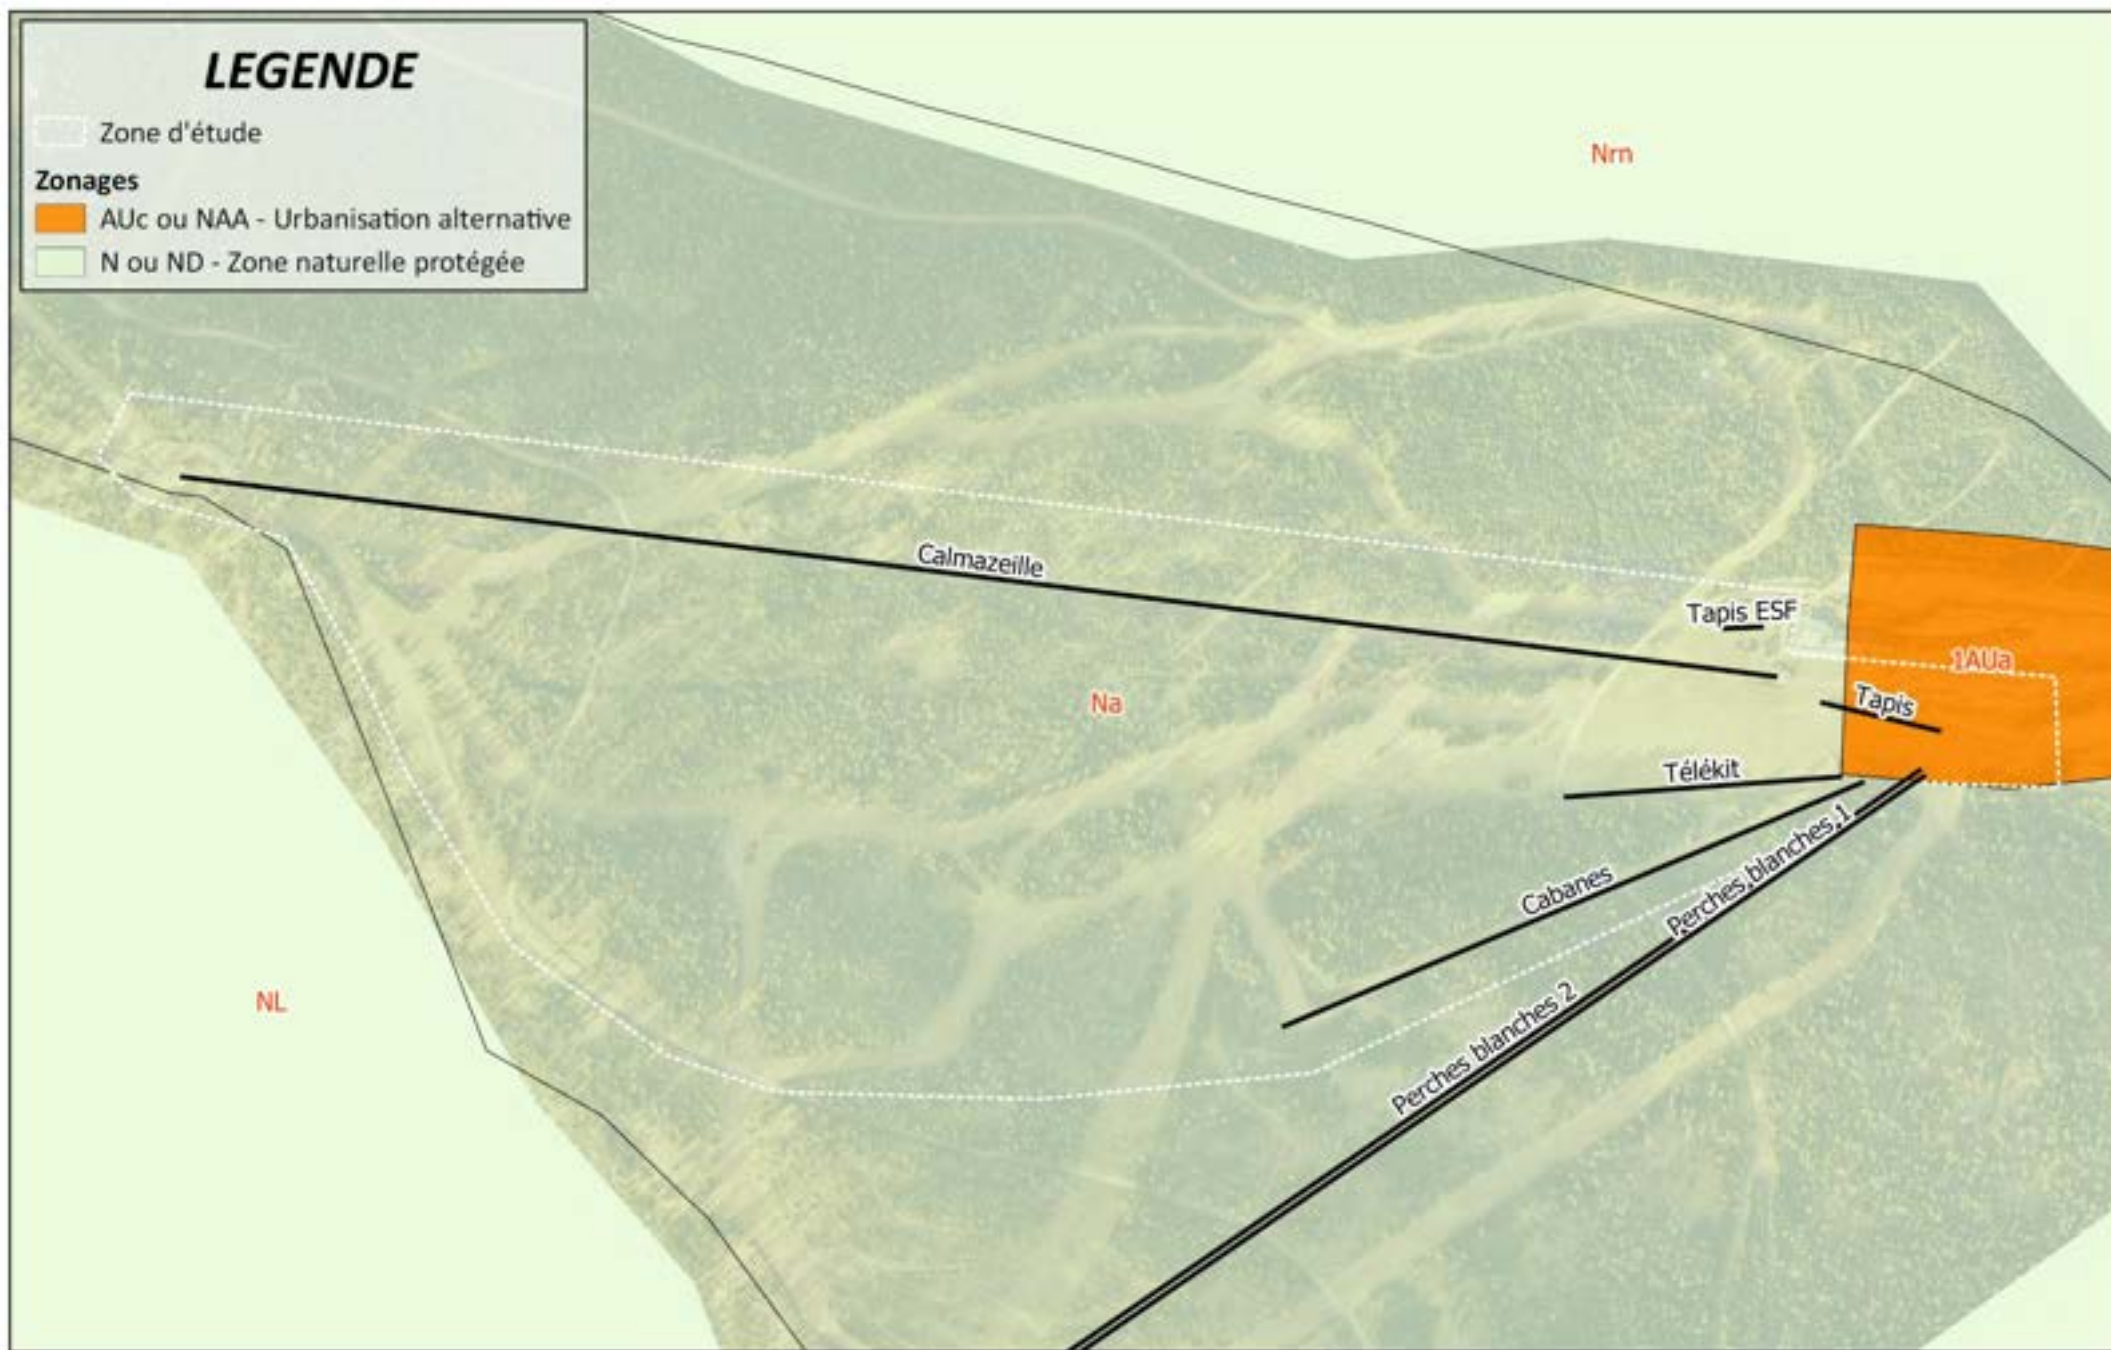 LEGENDE
Zone d'étude
Zonages
AUc ou NAA - Urbanisation alternative
N ou ND - Zone naturelle protégée
Nrn
Calmazeille
Tapis ESF
1AUa
Na
Tapis
Télékit
Perches blanches 1
Cabanes
NL
Perches blanches 2